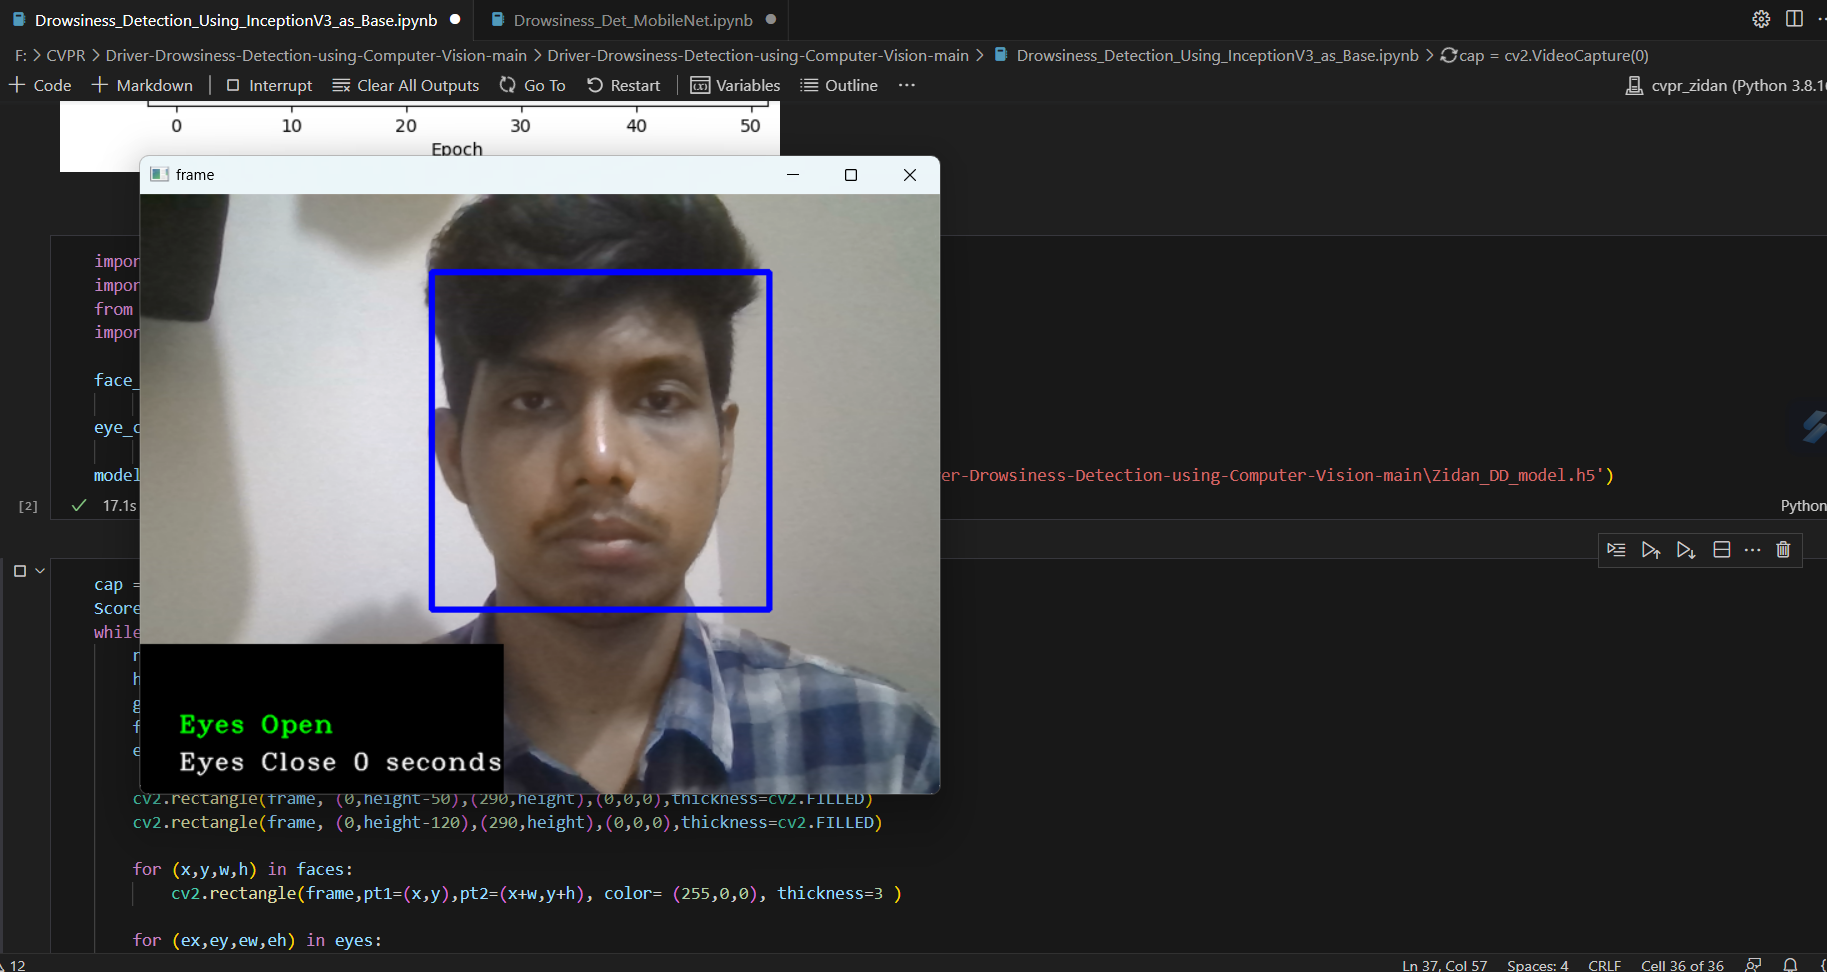 Drowsiness_Detection_Using_InceptionV3_as_Base.ipynb Drowsiness_Det_MobileNet.ipynb
F: > CVPR > Driver-Drowsiness-Detection-using-Computer-Vision-main > Driver-Drowsiness-Detection-using-Computer-Vision-main > Drowsiness_Detection_Using_InceptionV3_as_Base.ipynb > cap = cv2.VideoCapture(0)
+ Code + Markdown | Interrupt Clear All Outputs Go To Restart | Variables Outline ... cvpr_zidan (Python 3.8.1
0 10 20 30 40 50
Epoch
frame
impor
impor
from
impor
face_
eye_c
model er-Drowsiness-Detection-using-Computer-Vision-main\Zidan_DD_model.h5')
[2] 17.1s Python
cap =
Score
while
r
h
g
f
e
Eyes Open
Eyes Close 0 seconds
cv2.rectangle(frame, (0,height-50),(290,height),(0,0,0),thickness=cv2.FILLED)
cv2.rectangle(frame, (0,height-120),(290,height),(0,0,0),thickness=cv2.FILLED)
for (x,y,w,h) in faces:
cv2.rectangle(frame,pt1=(x,y),pt2=(x+w,y+h), color= (255,0,0), thickness=3 )
for (ex,ey,ew,eh) in eyes:
12 Ln 37, Col 57 Spaces: 4 CRLF Cell 36 of 36